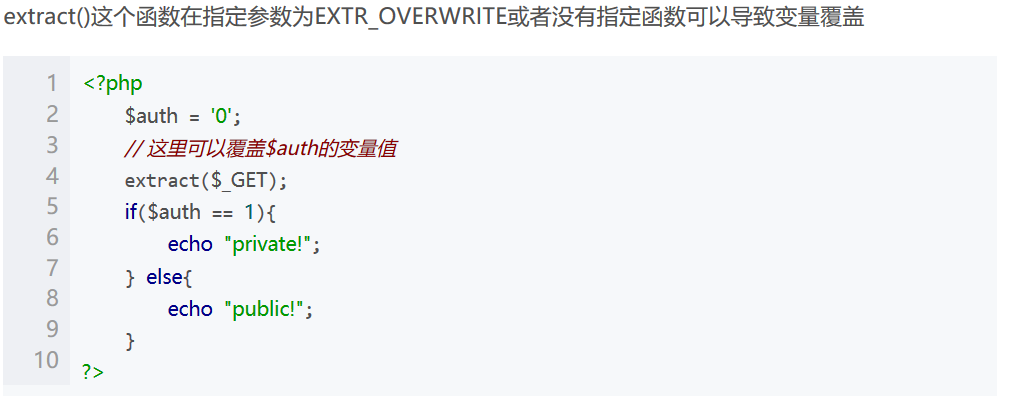 extract()这个函数在指定参数为EXTR_OVERWRITE或者没有指定函数可以导致变量覆盖
1 <?php
2 $auth = '0';
3 // 这里可以覆盖$auth的变量值
4 extract($_GET);
5 if($auth == 1){
6 echo "private!";
7 } else{
8 echo "public!";
9 }
10 ?>